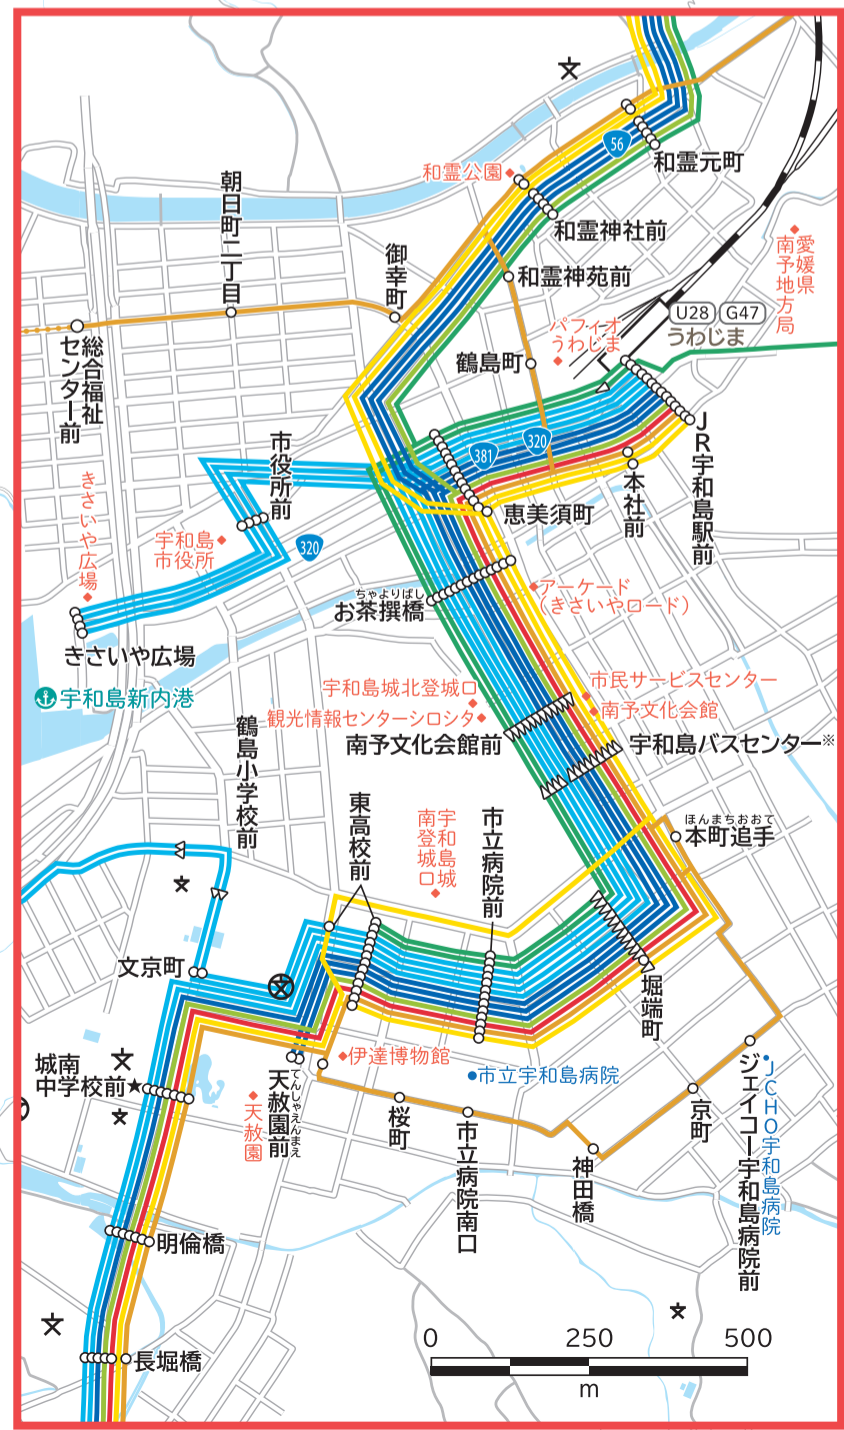 56
和霊元町
和霊公園
朝日町二丁目
和霊神社前
御幸町
愛媛県
南予地方局
和霊神苑前
U28 G47
うわじま
パフィオ
うわじま
鶴島町
総合福祉
センター前
JR宇和島駅前
市役所前
381
320
本社前
恵美須町
きさいや広場
宇和島
市役所
320
アーケード
(きさいやロード)
ちゃよりばし
お茶撰橋
きさいや広場
宇和島新内港
宇和島城北登城口
観光情報センターシロシタ
市民サービスセンター
南予文化会館
南予文化会館前
宇和島バスセンター※
鶴島小学校前
東高校前
宇和島城
南登城口
市立病院前
ほんまちおおて
本町追手
文京町
堀端町
城南
中学校前★
伊達博物館
市立宇和島病院
天赦園
天赦園前
てんしゃえんまえ
桜町
市立病院南口
神田橋
京町
ジェイコー宇和島病院前
JCHO宇和島病院
明倫橋
長堀橋
0 250 500
m